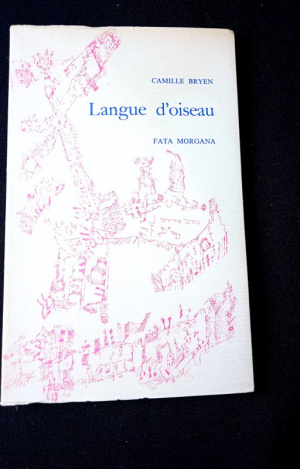 CAMILLE BRYEN
Langue d'oiseau
FATA MORGANA